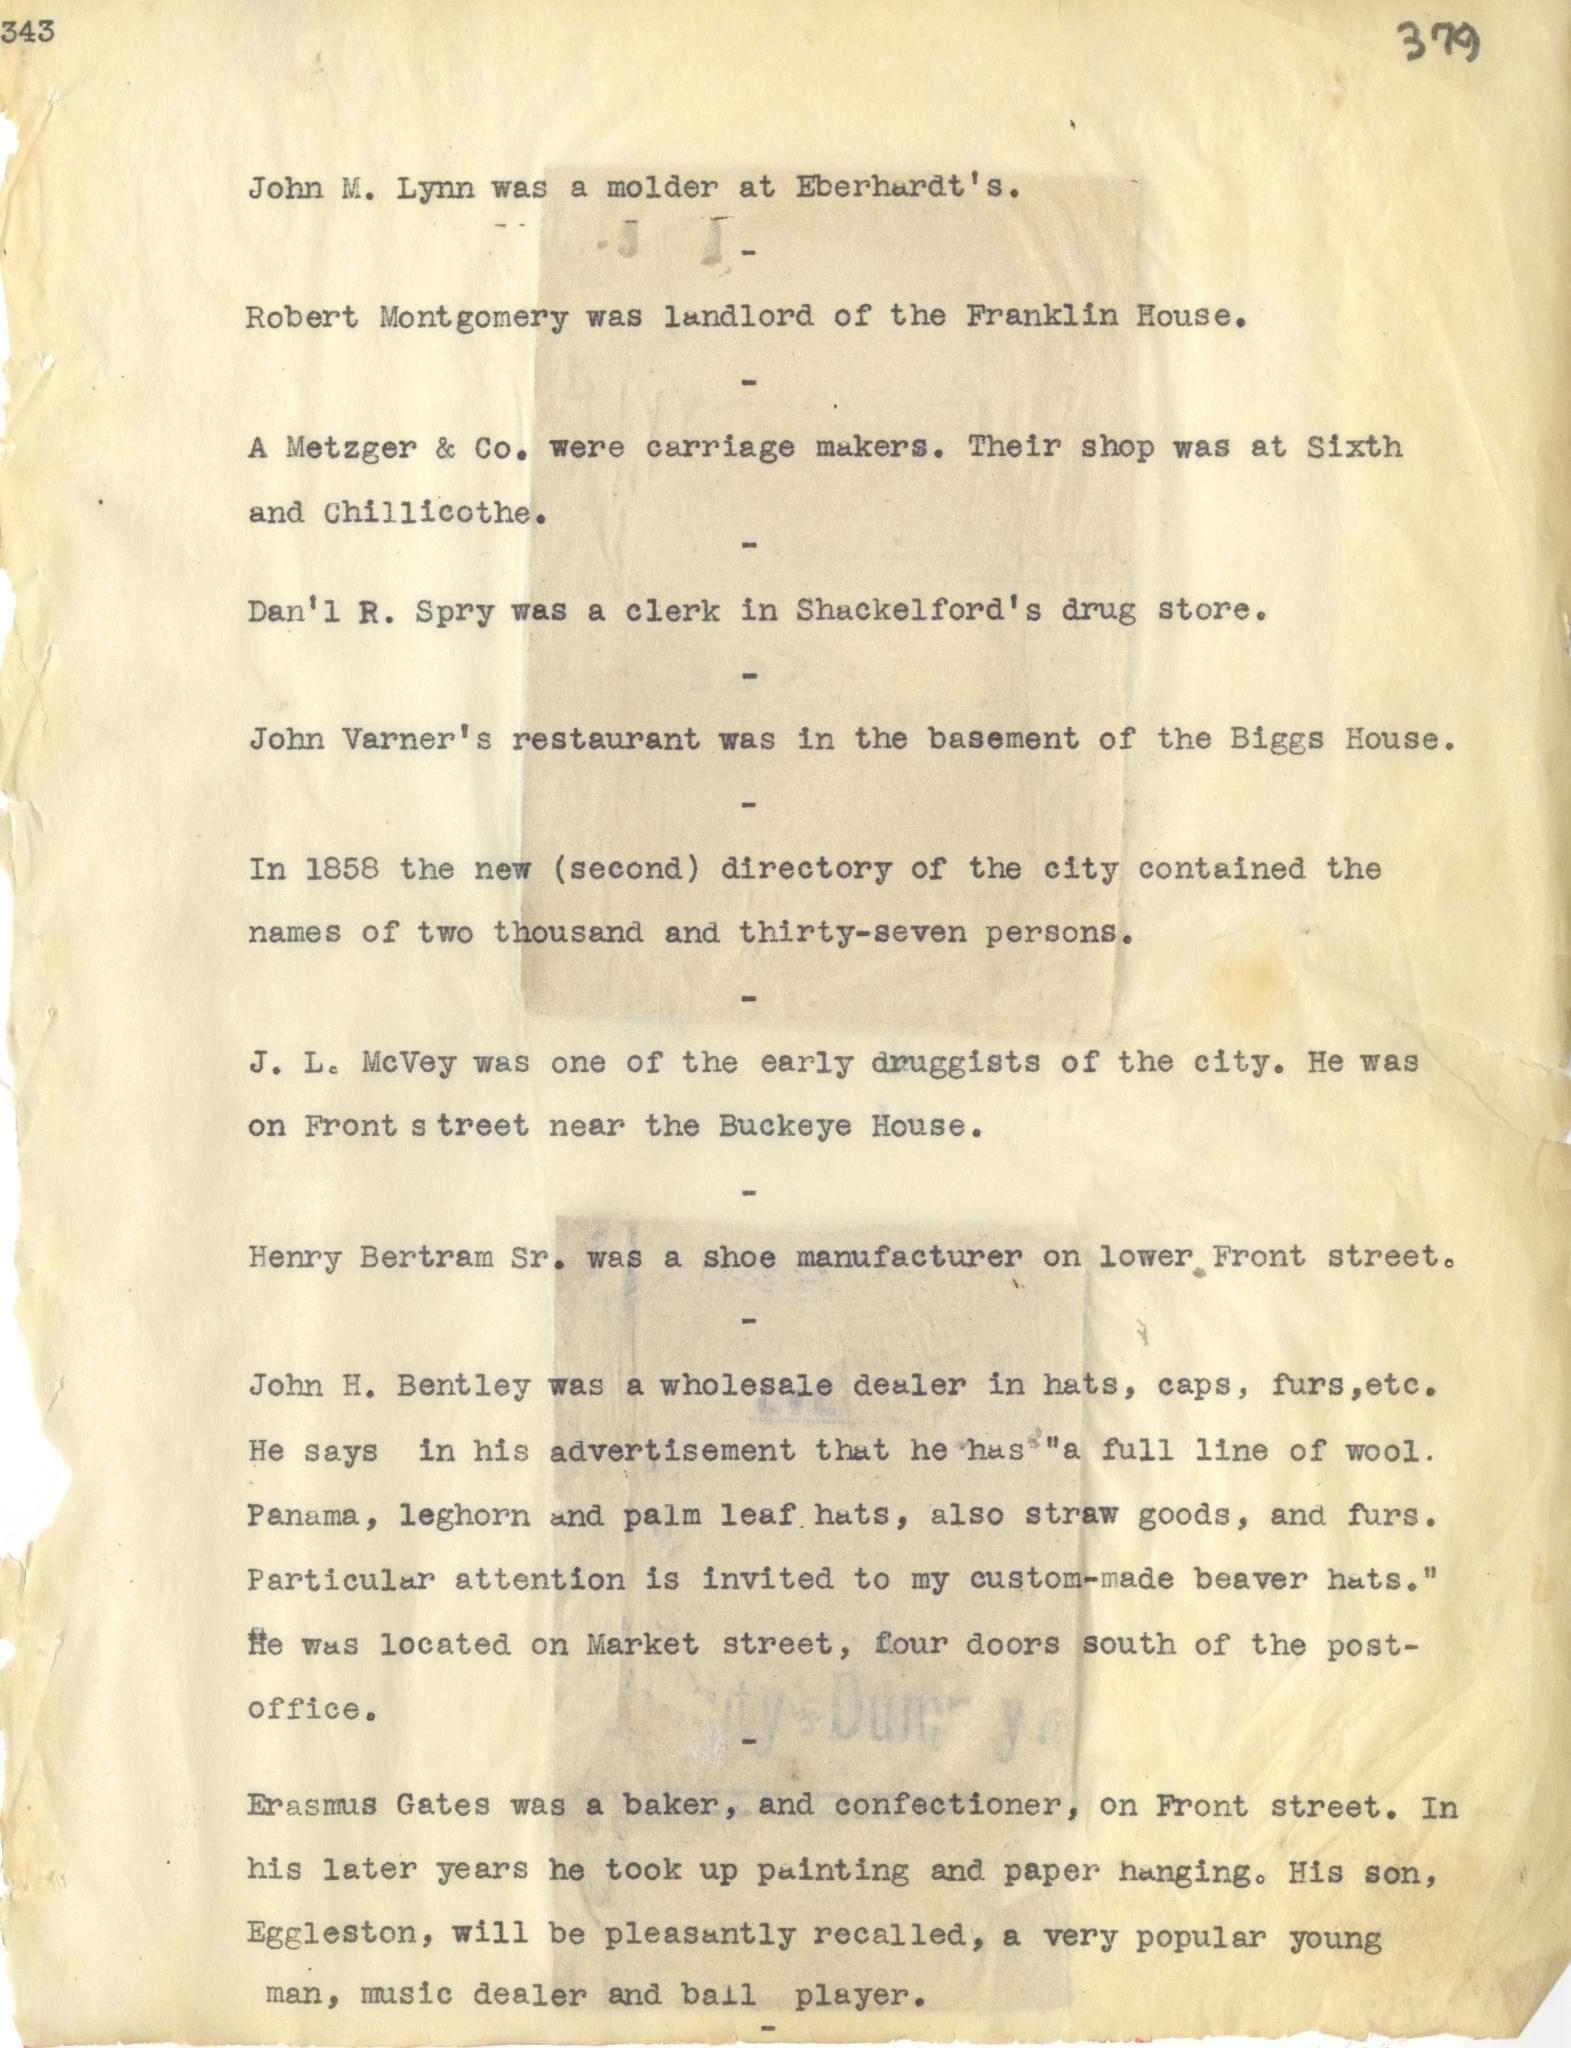 343
379
John M. Lynn was a molder at Eberhardt's.
-
Robert Montgomery was landlord of the Franklin House.
-
A Metzger & Co. were carriage makers. Their shop was at Sixth
and Chillicothe.
-
Dan'l R. Spry was a clerk in Shackelford's drug store.
-
John Varner's restaurant was in the basement of the Biggs House.
-
In 1858 the new (second) directory of the city contained the
names of two thousand and thirty-seven persons.
-
J. L. McVey was one of the early druggists of the city. He was
on Front street near the Buckeye House.
-
Henry Bertram Sr. was a shoe manufacturer on lower Front street.
-
John H. Bentley was a wholesale dealer in hats, caps, furs,etc.
He says in his advertisement that he has "a full line of wool.
Panama, leghorn and palm leaf hats, also straw goods, and furs.
Particular attention is invited to my custom-made beaver hats."
He was located on Market street, four doors south of the post-
office.
-
Erasmus Gates was a baker, and confectioner, on Front street. In
his later years he took up painting and paper hanging. His son,
Eggleston, will be pleasantly recalled, a very popular young
man, music dealer and ball player.
-